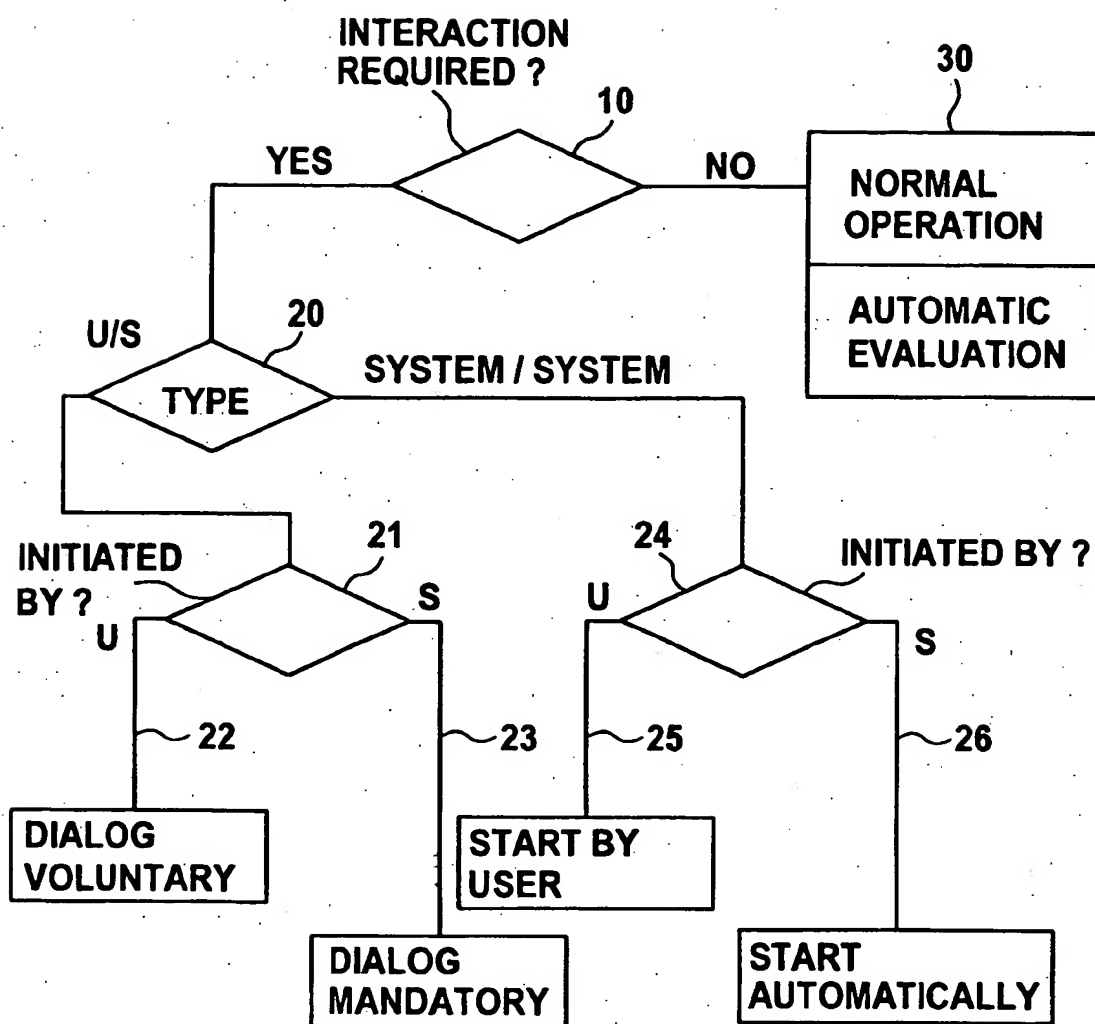 INTERACTION
REQUIRED ?
10
30
YES
NO
NORMAL
OPERATION
AUTOMATIC
EVALUATION
U/S
20
TYPE
SYSTEM / SYSTEM
INITIATED
BY ?
21
U
S
24
INITIATED BY ?
U
S
22
23
25
26
DIALOG
VOLUNTARY
START BY
USER
DIALOG
MANDATORY
START
AUTOMATICALLY